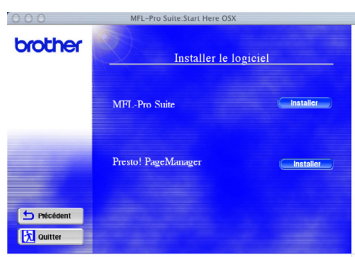 MFL-Pro Suite:Start Here OSX
brother
Installer le logiciel
MFL-Pro Suite
Installer
Presto! PageManager
Installer
Précédent
Quitter